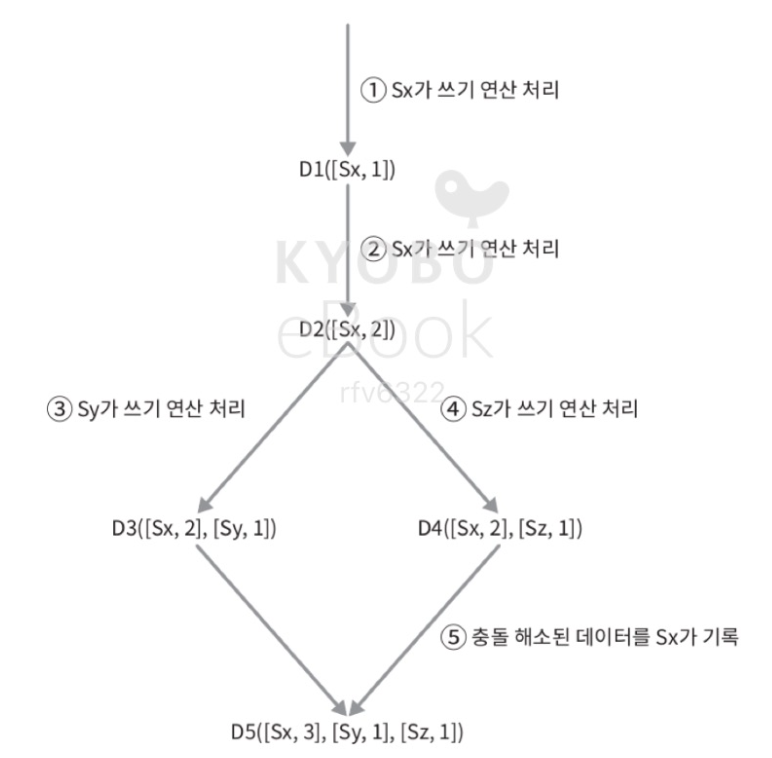 ① Sx가 쓰기 연산 처리
D1([Sx, 1])
② Sx가 쓰기 연산 처리
KYOBO
D2([Sx, 2])
eBook
rfv6322
③ Sy가 쓰기 연산 처리
④ Sz가 쓰기 연산 처리
D3([Sx, 2], [Sy, 1])
D4([Sx, 2], [Sz, 1])
⑤ 충돌 해소된 데이터를 Sx가 기록
D5([Sx, 3], [Sy, 1], [Sz, 1])